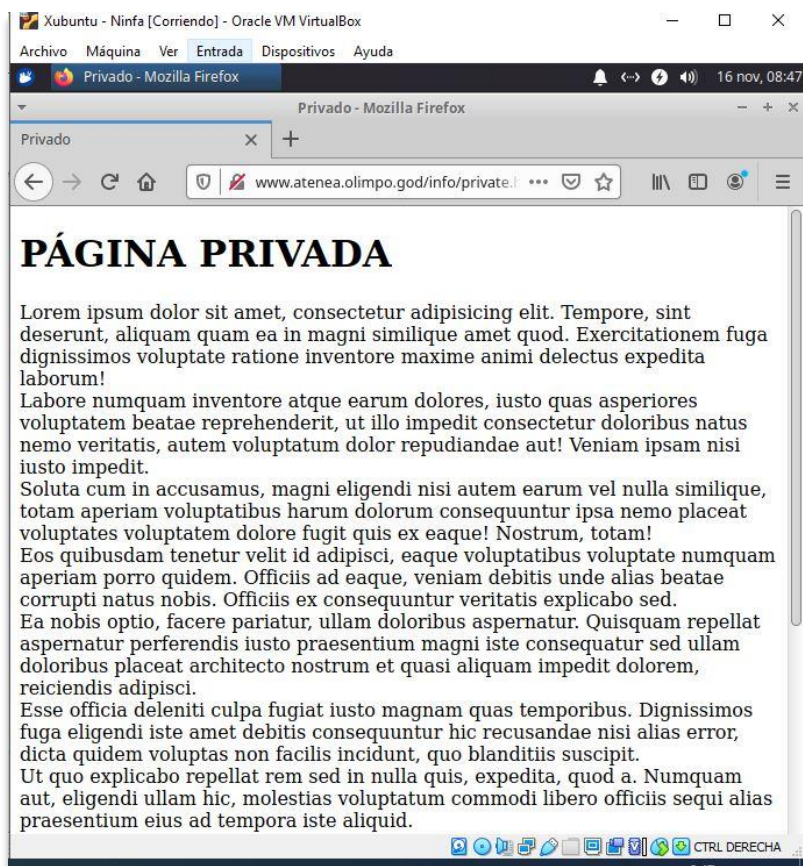 Xubuntu - Ninfa [Corriendo] - Oracle VM VirtualBox
Archivo Máquina Ver Entrada Dispositivos Ayuda
Privado - Mozilla Firefox 16 nov, 08:47
Privado - Mozilla Firefox
Privado
www.atenea.olimpo.god/info/private.
PÁGINA PRIVADA
Lorem ipsum dolor sit amet, consectetur adipisicing elit. Tempore, sint
deserunt, aliquam quam ea in magni similique amet quod. Exercitationem fuga
dignissimos voluptate ratione inventore maxime animi delectus expedita
laborum!
Labore numquam inventore atque earum dolores, iusto quas asperiores
voluptatem beatae reprehenderit, ut illo impedit consectetur doloribus natus
nemo veritatis, autem voluptatum dolor repudiandae aut! Veniam ipsam nisi
iusto impedit.
Soluta cum in accusamus, magni eligendi nisi autem earum vel nulla similique,
totam aperiam voluptatibus harum dolorum consequuntur ipsa nemo placeat
voluptates voluptatem dolore fugit quis ex eaque! Nostrum, totam!
Eos quibusdam tenetur velit id adipisci, eaque voluptatibus voluptate numquam
aperiam porro quidem. Officiis ad eaque, veniam debitis unde alias beatae
corrupti natus nobis. Officiis ex consequuntur veritatis explicabo sed.
Ea nobis optio, facere pariatur, ullam doloribus aspernatur. Quisquam repellat
aspernatur perferendis iusto praesentium magni iste consequatur sed ullam
doloribus placeat architecto nostrum et quasi aliquam impedit dolorem,
reiciendis adipisci.
Esse officia deleniti culpa fugiat iusto magnam quas temporibus. Dignissimos
fuga eligendi iste amet debitis consequuntur hic recusandae nisi alias error,
dicta quidem voluptas non facilis incidunt, quo blanditiis suscipit.
Ut quo explicabo repellat rem sed in nulla quis, expedita, quod a. Numquam
aut, eligendi ullam hic, molestias voluptatum commodi libero officiis sequi alias
praesentium eius ad tempora iste aliquid.
CTRL DERECHA